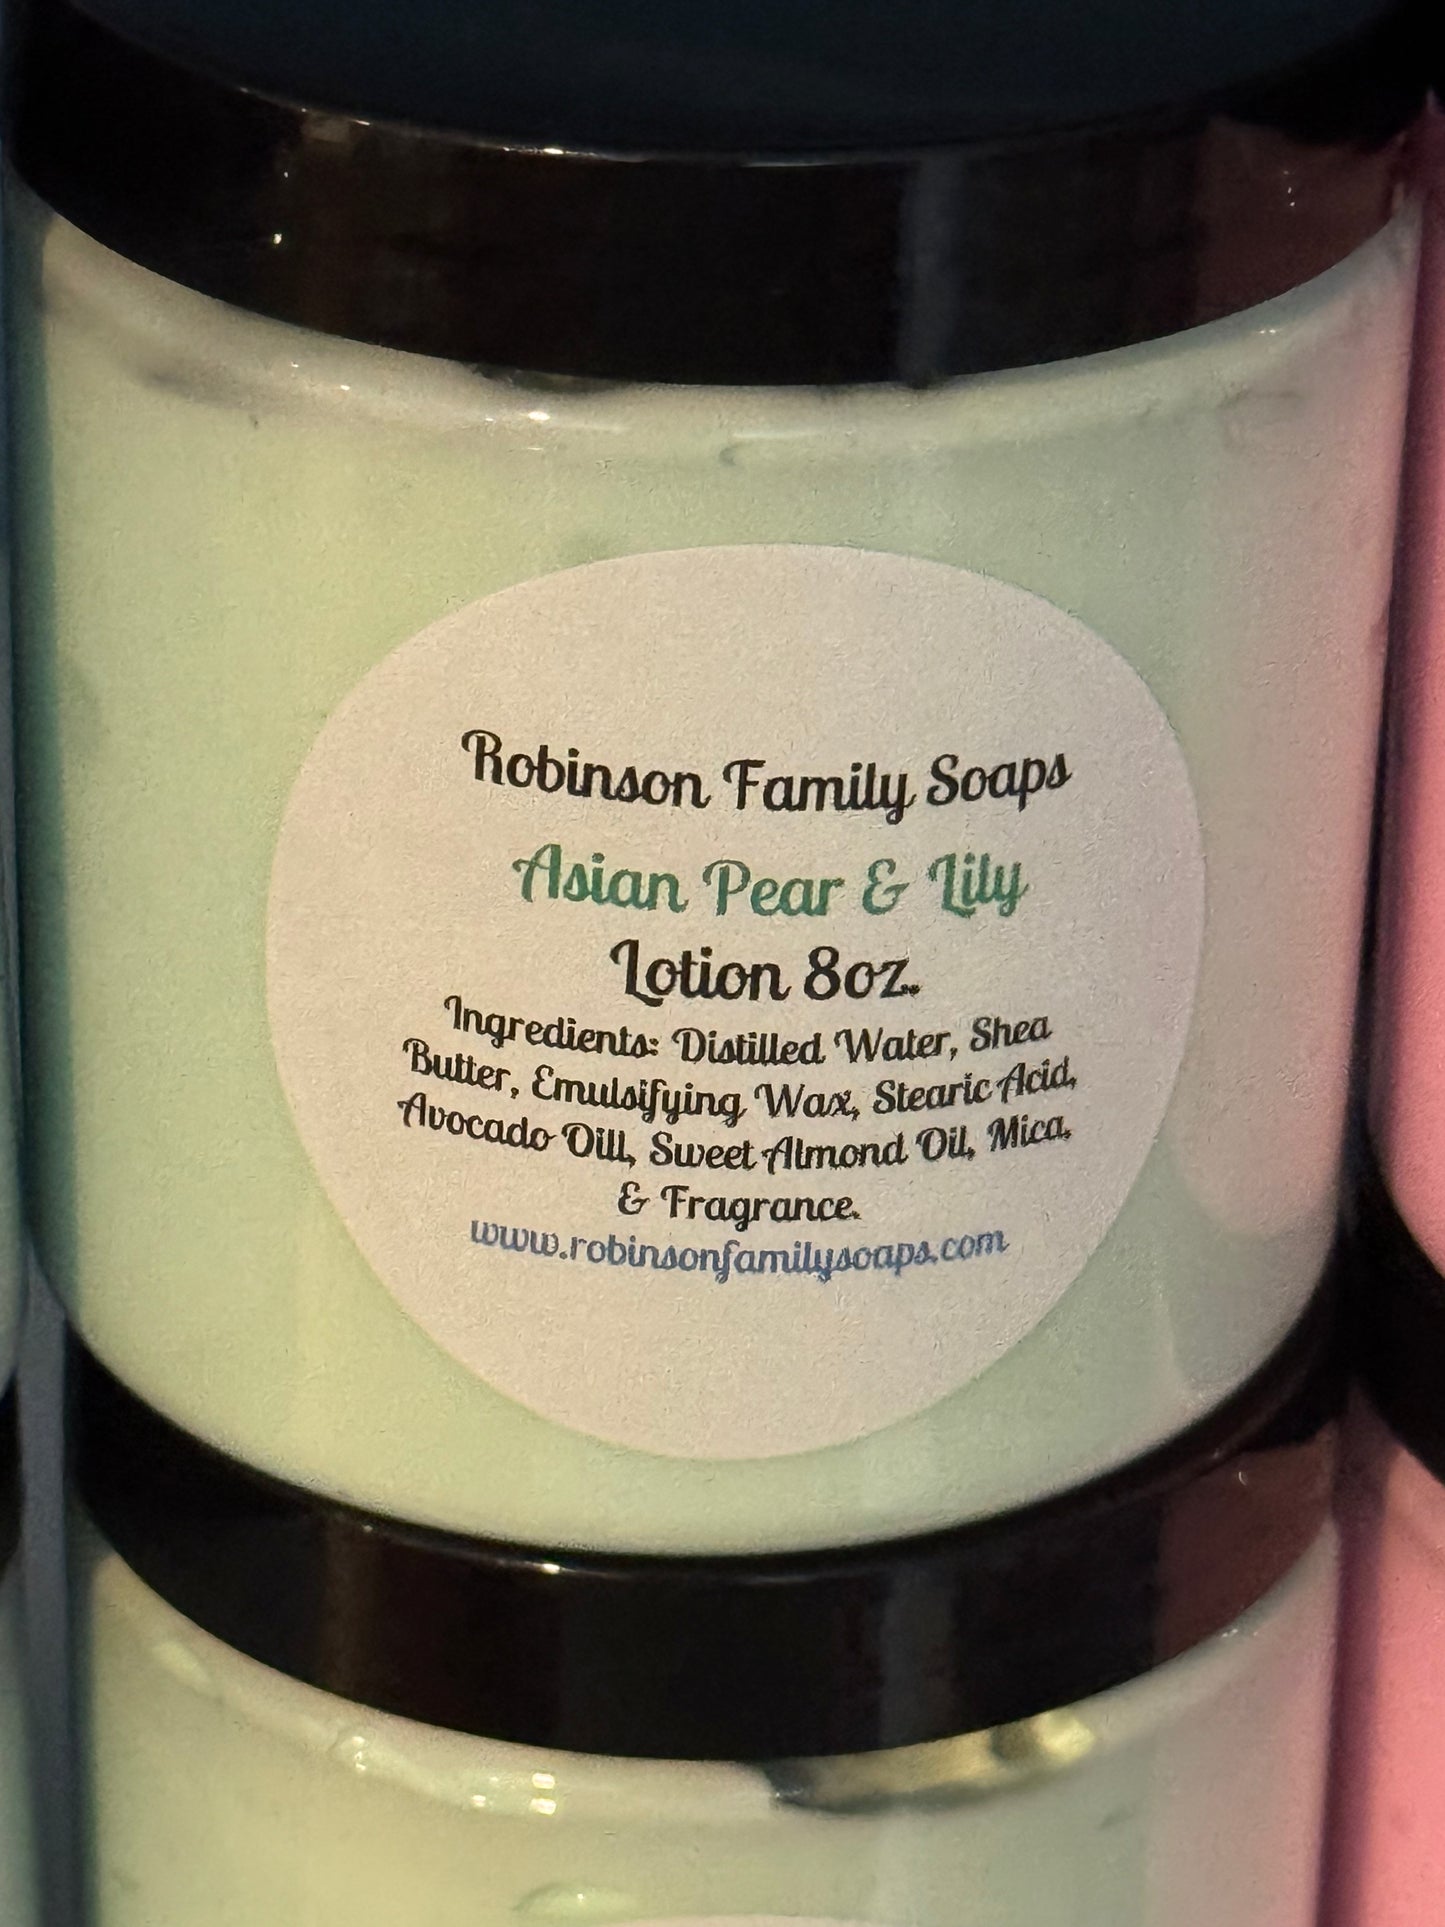 Robinson Family Soaps
Asian Pear & Lily
Lotion 8oz.
Ingredients: Distilled Water, Shea
Butter, Emulsifying Wax, Stearic Acid,
Avocado Oill, Sweet Almond Oil, Mica,
& Fragrance.
www.robinsonfamilysoaps.com